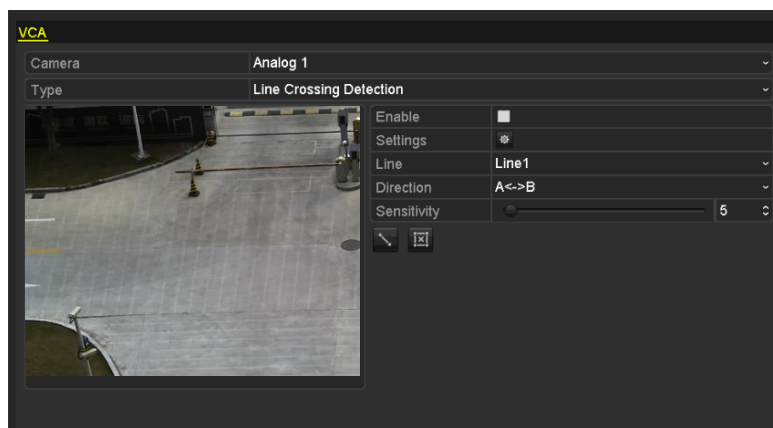 VCA
Camera Analog 1
Type Line Crossing Detection
Enable
Settings
Line Line1
Direction A<->B
Sensitivity 5